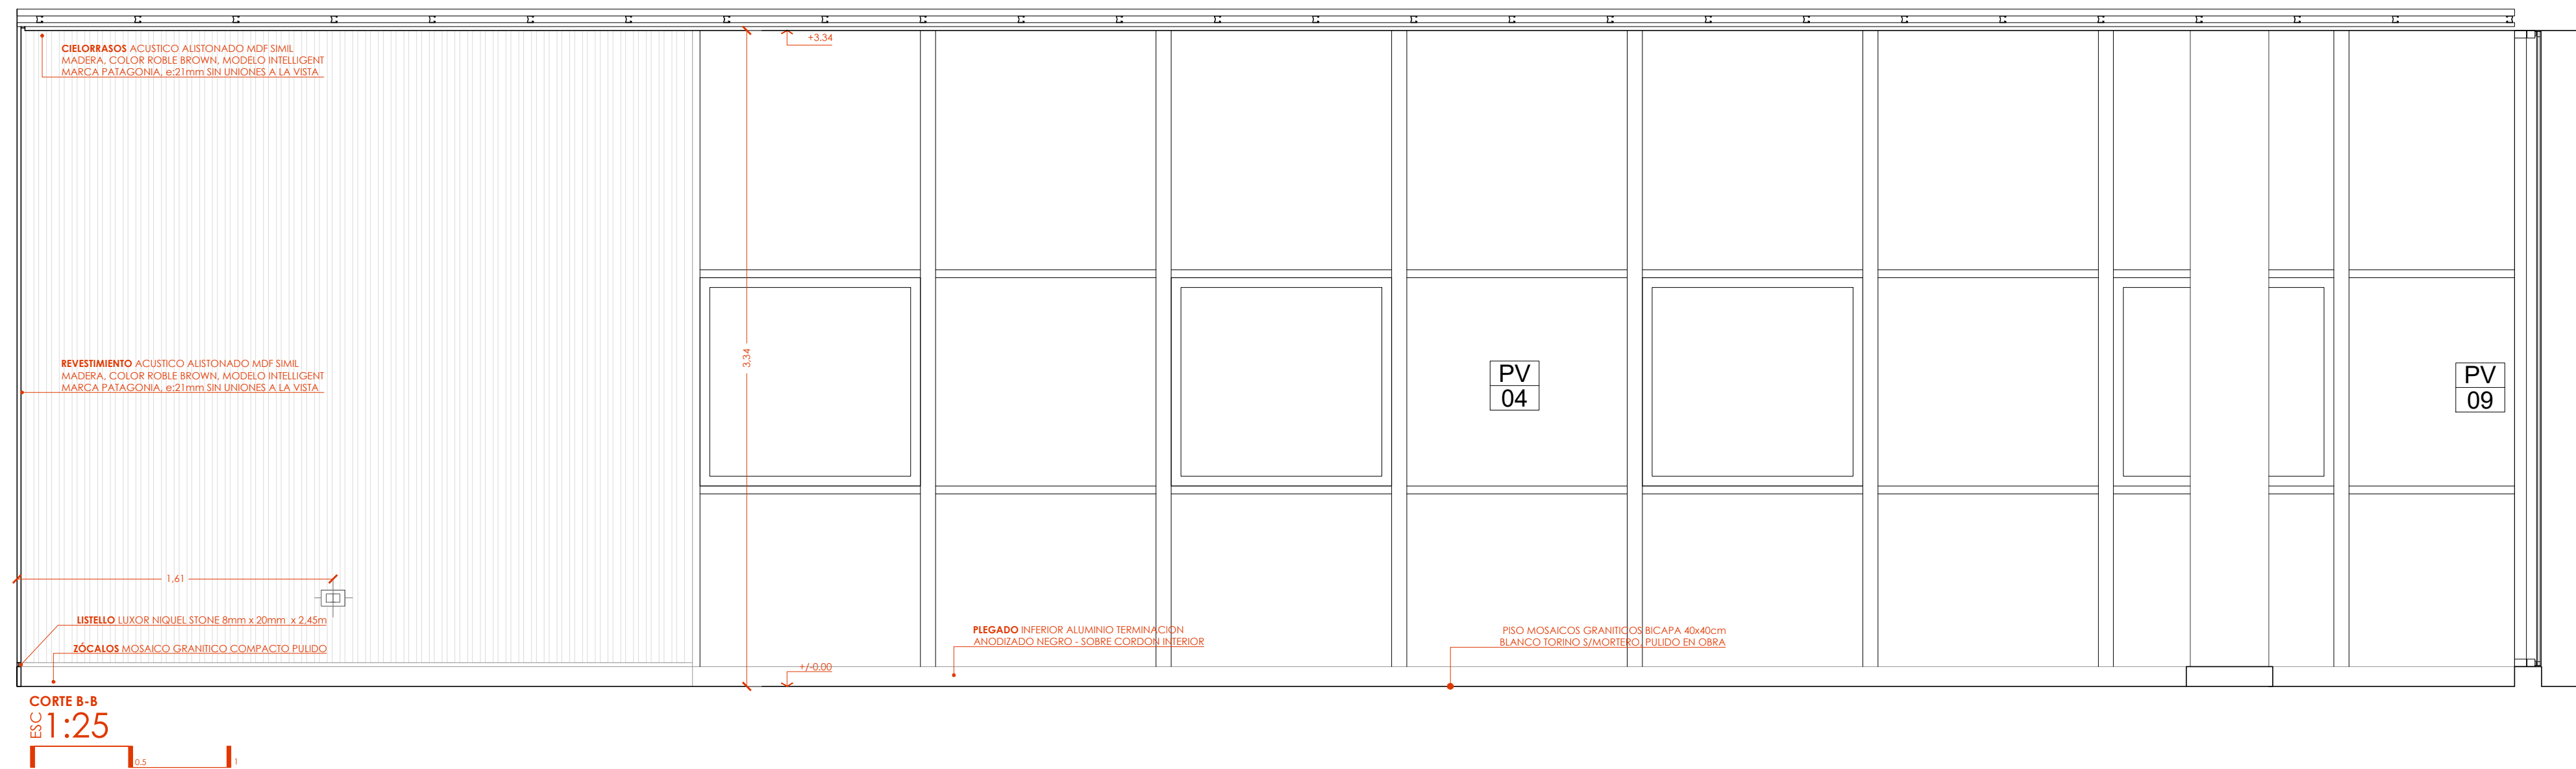 CIELORRASOS ACUSTICO ALISTONADO MDF SIMIL
MADERA, COLOR ROBLE BROWN, MODELO INTELLIGENT
MARCA PATAGONIA, e:21mm SIN UNIONES A LA VISTA
+3.34
REVESTIMIENTO ACUSTICO ALISTONADO MDF SIMIL
MADERA, COLOR ROBLE BROWN, MODELO INTELLIGENT
MARCA PATAGONIA, e:21mm SIN UNIONES A LA VISTA
3.34
PV
04
PV
09
1.61
LISTELLO LUXOR NIQUEL STONE 8mm x 20mm x 2,45m
ZÓCALOS MOSAICO GRANITICO COMPACTO PULIDO
PLEGADO INFERIOR ALUMINIO TERMINACION
ANODIZADO NEGRO - SOBRE CORDON INTERIOR
PISO MOSAICOS GRANITICOS BICAPA 40x40cm
BLANCO TORINO S/MORTERO, PULIDO EN OBRA
+/-0.00
CORTE B-B
ESC 1:25
0.5
1